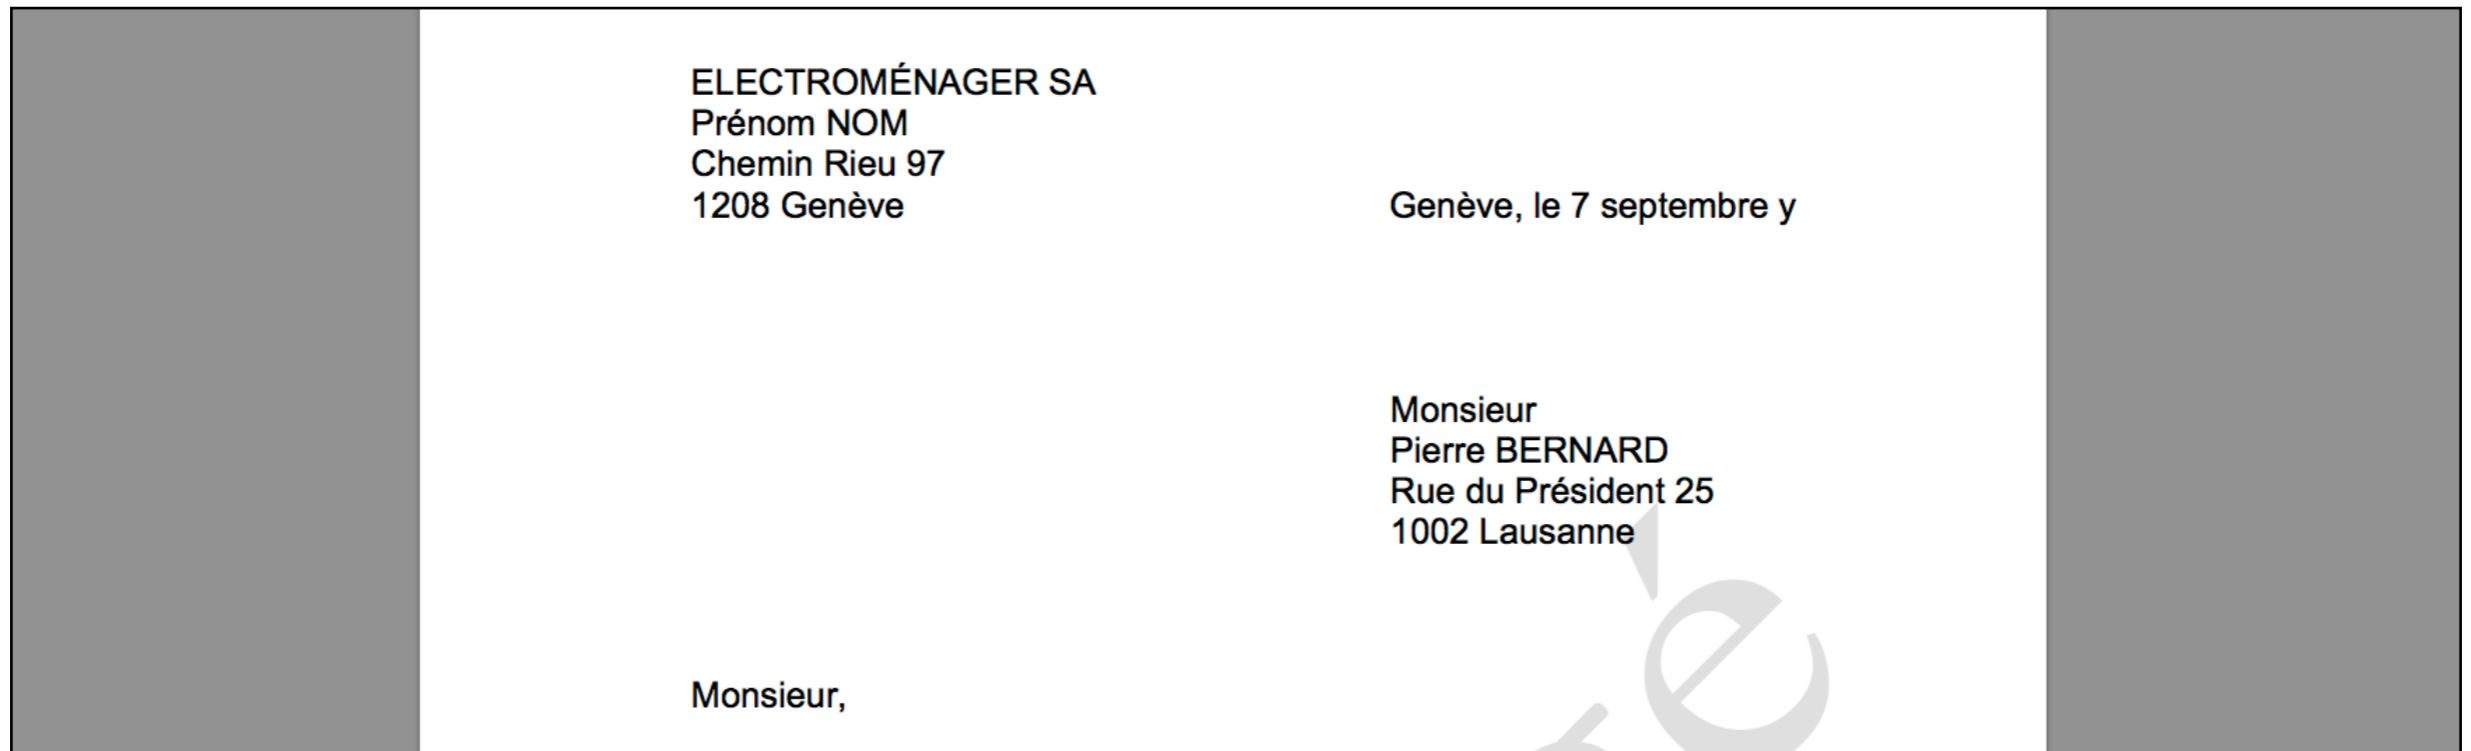 ELECTROMÉNAGER SA
Prénom NOM
Chemin Rieu 97
1208 Genève
Genève, le 7 septembre y
Monsieur
Pierre BERNARD
Rue du Président 25
1002 Lausanne
Monsieur,